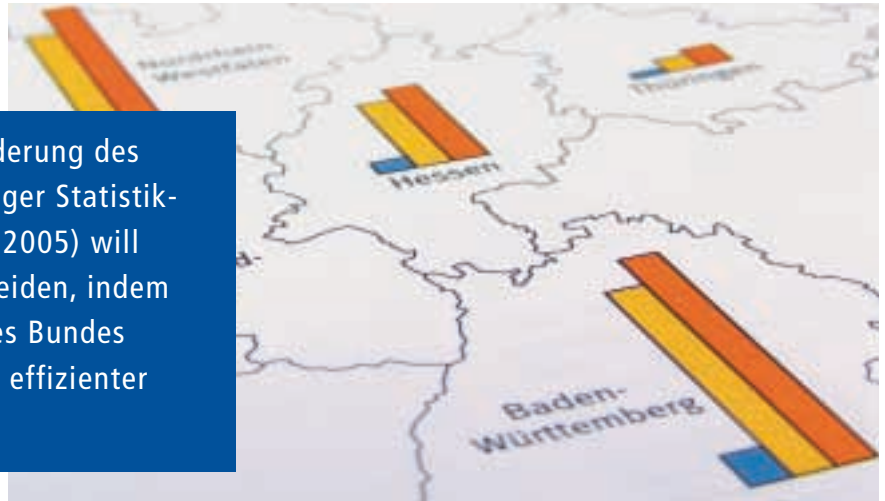 derung des
ger Statistik-
2005) will
eiden, indem
es Bundes
effizienter
Nordrhein-
Westfalen
Hessen
Thüringen
d-
Baden-
Württemberg